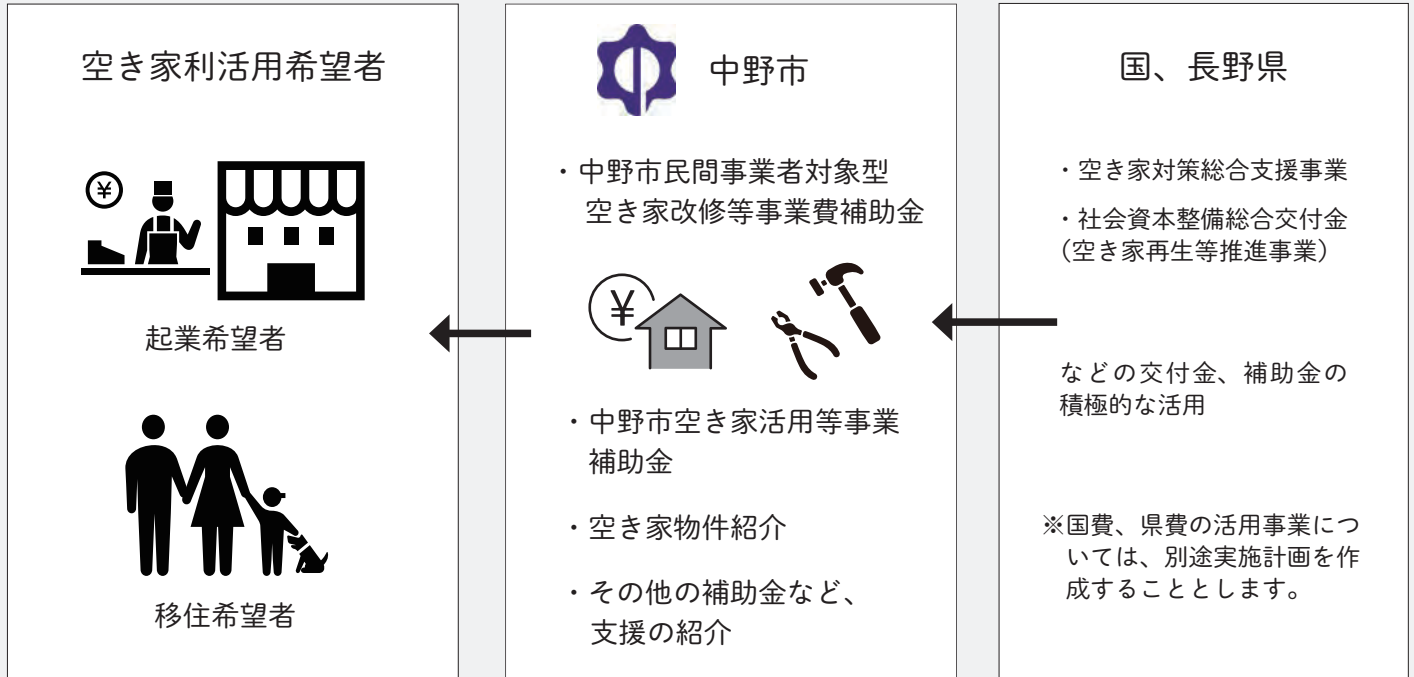 空き家利活用希望者
¥
起業希望者
移住希望者
中野市
・中野市民間事業者対象型
空き家改修等事業費補助金
¥
・中野市空き家活用等事業
補助金
・空き家物件紹介
・その他の補助金など、
支援の紹介
国、長野県
・空き家対策総合支援事業
・社会資本整備総合交付金
(空き家再生等推進事業)
などの交付金、補助金の
積極的な活用
※国費、県費の活用事業につ
いては、別途実施計画を作
成することとします。